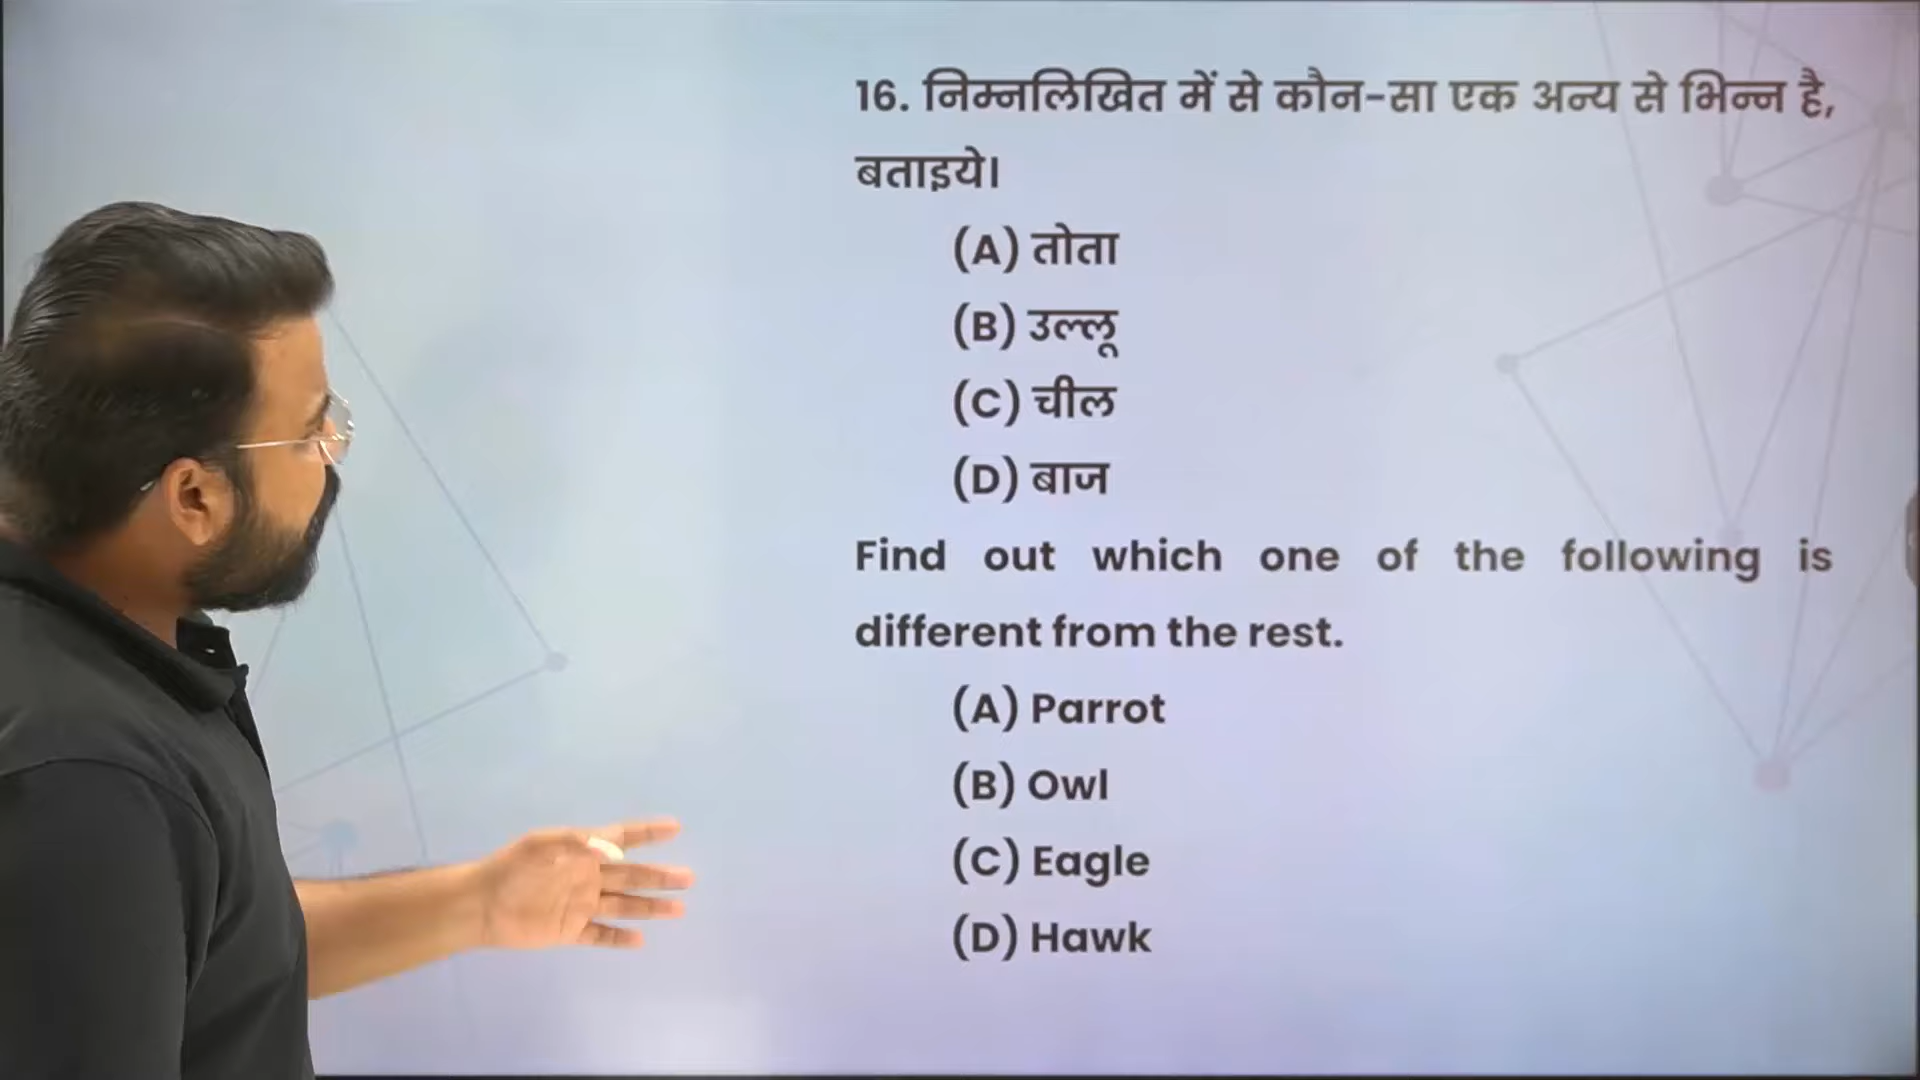 16. निम्नलिखित में से कौन-सा एक अन्य से भिन्न है,
बताइये।
(A) तोता
(B) उल्लू
(C) चील
(D) बाज
Find out which one of the following is
different from the rest.
(A) Parrot
(B) Owl
(C) Eagle
(D) Hawk